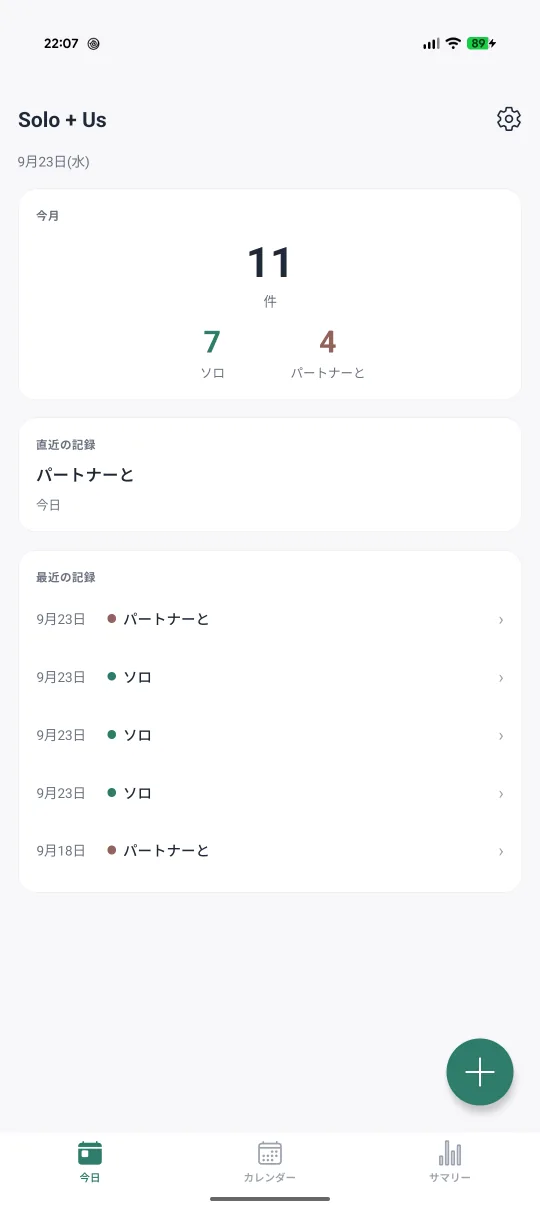 22:07
89
Solo + Us
9月23日(水)
今月
11
件
7 4
ソロ パートナーと
直近の記録
パートナーと
今日
最近の記録
9月23日 パートナーと ›
9月23日 ソロ ›
9月23日 ソロ ›
9月23日 ソロ ›
9月18日 パートナーと ›
今日 カレンダー サマリー